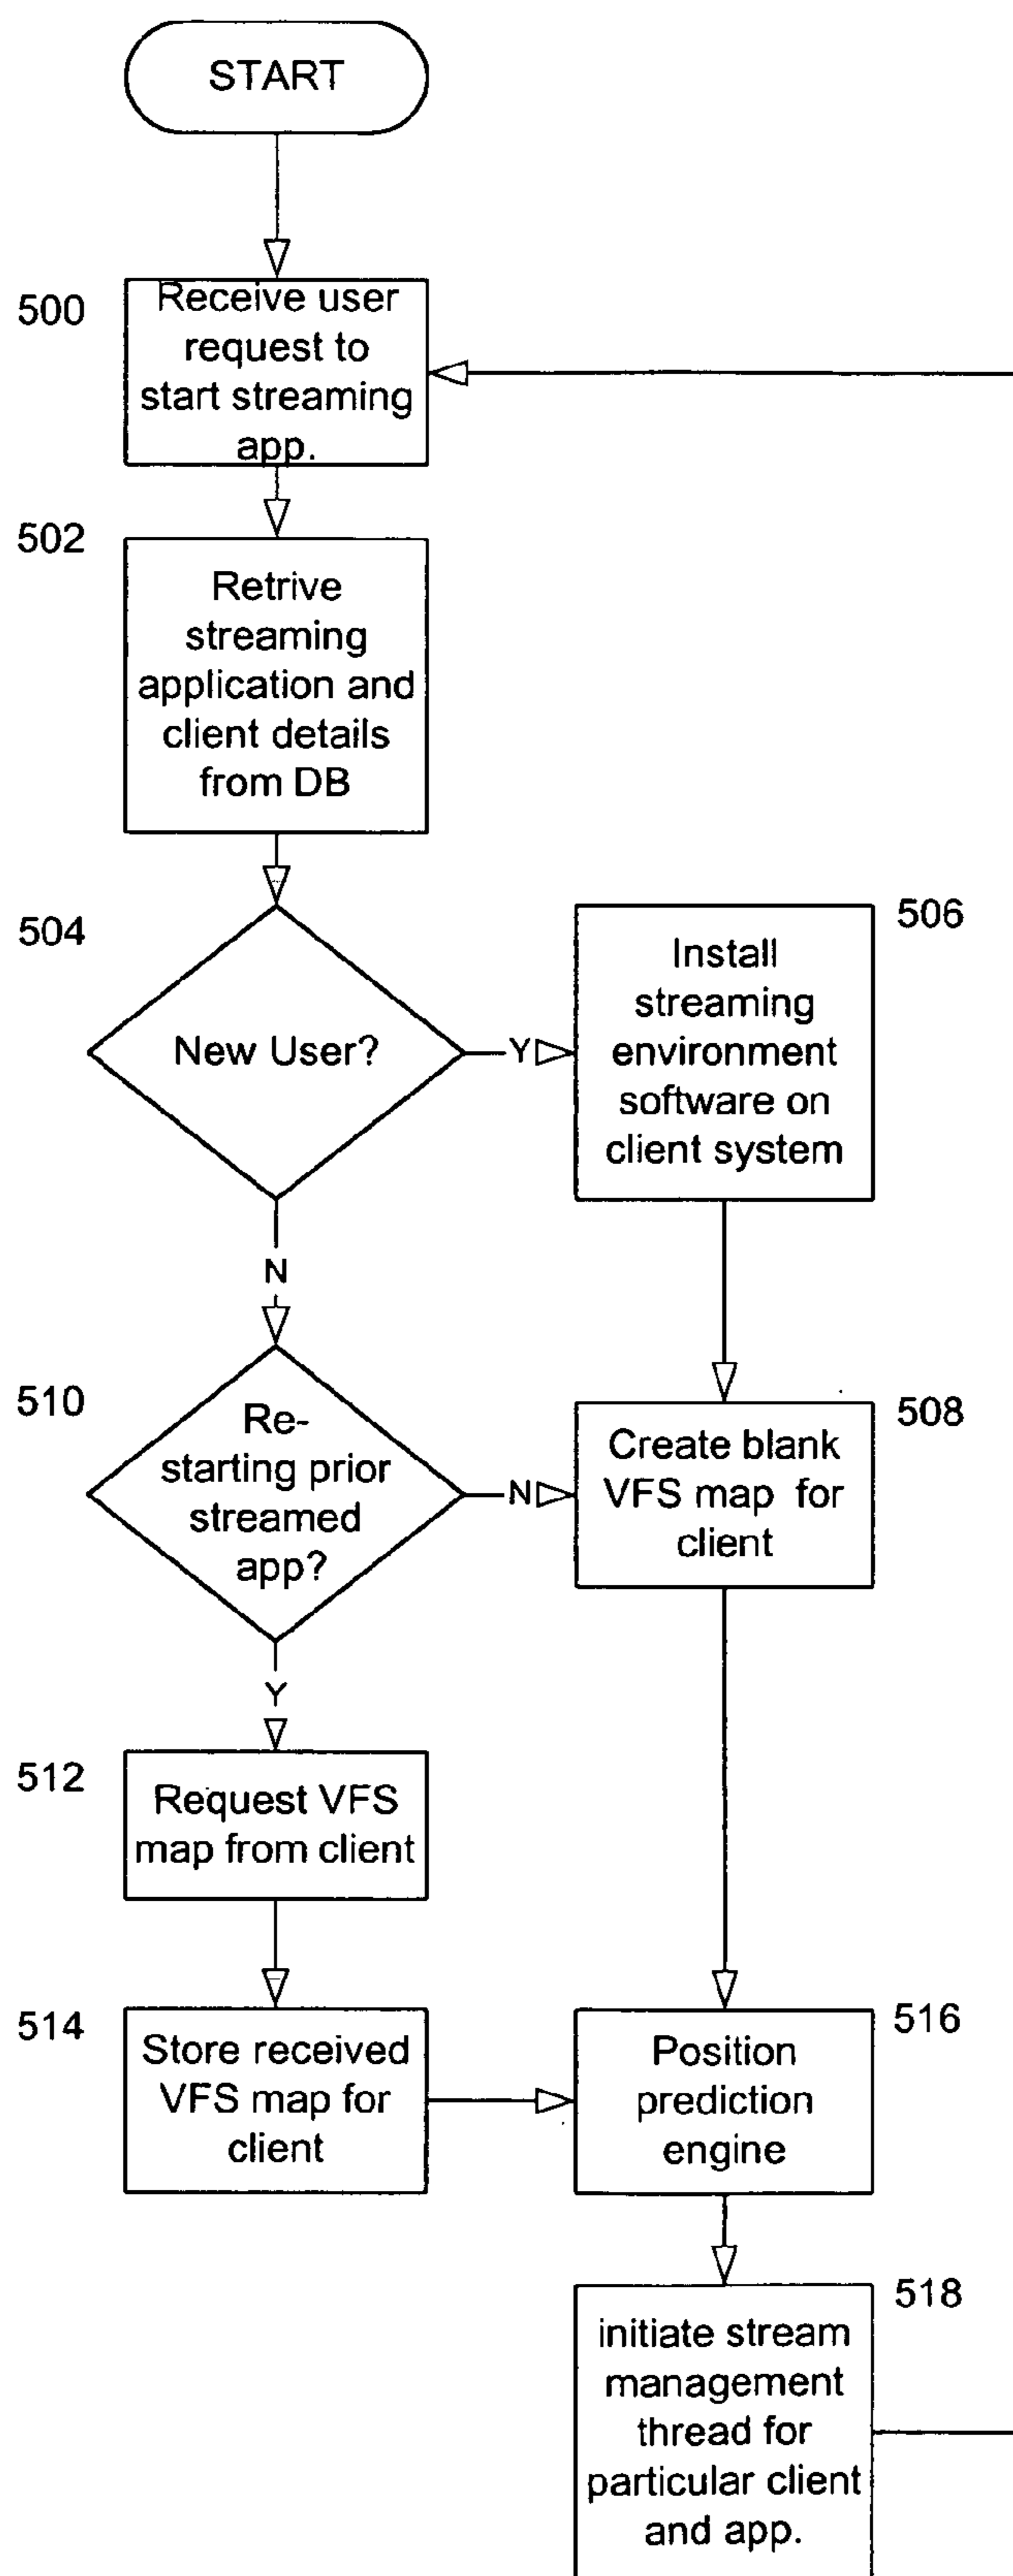 START
500
Receive user
request to
start streaming
app.
502
Retrive
streaming
application and
client details
from DB
504
New User?
Y
506
Install
streaming
environment
software on
client system
N
510
Re-
starting prior
streamed
app?
N
508
Create blank
VFS map for
client
Y
512
Request VFS
map from client
514
Store received
VFS map for
client
516
Position
prediction
engine
518
initiate stream
management
thread for
particular client
and app.